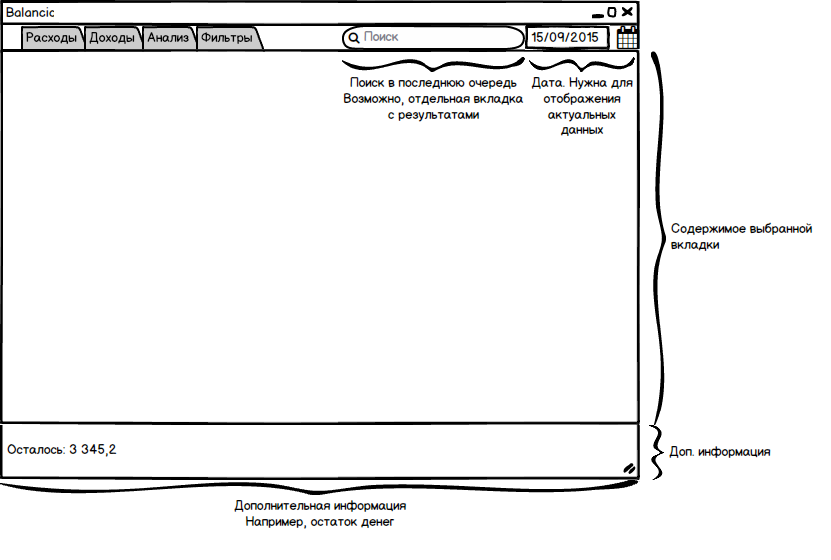 Balancic
Расходы Доходы Анализ Фильтры Поиск 15/09/2015
Поиск в последнюю очередь
Возможно, отдельная вкладка
с результатами
Дата. Нужна для
отображения
актуальных
данных
Содержимое выбранной
вкладки
Осталось: 3 345,2
Доп. информация
Дополнительная информация
Например, остаток денег